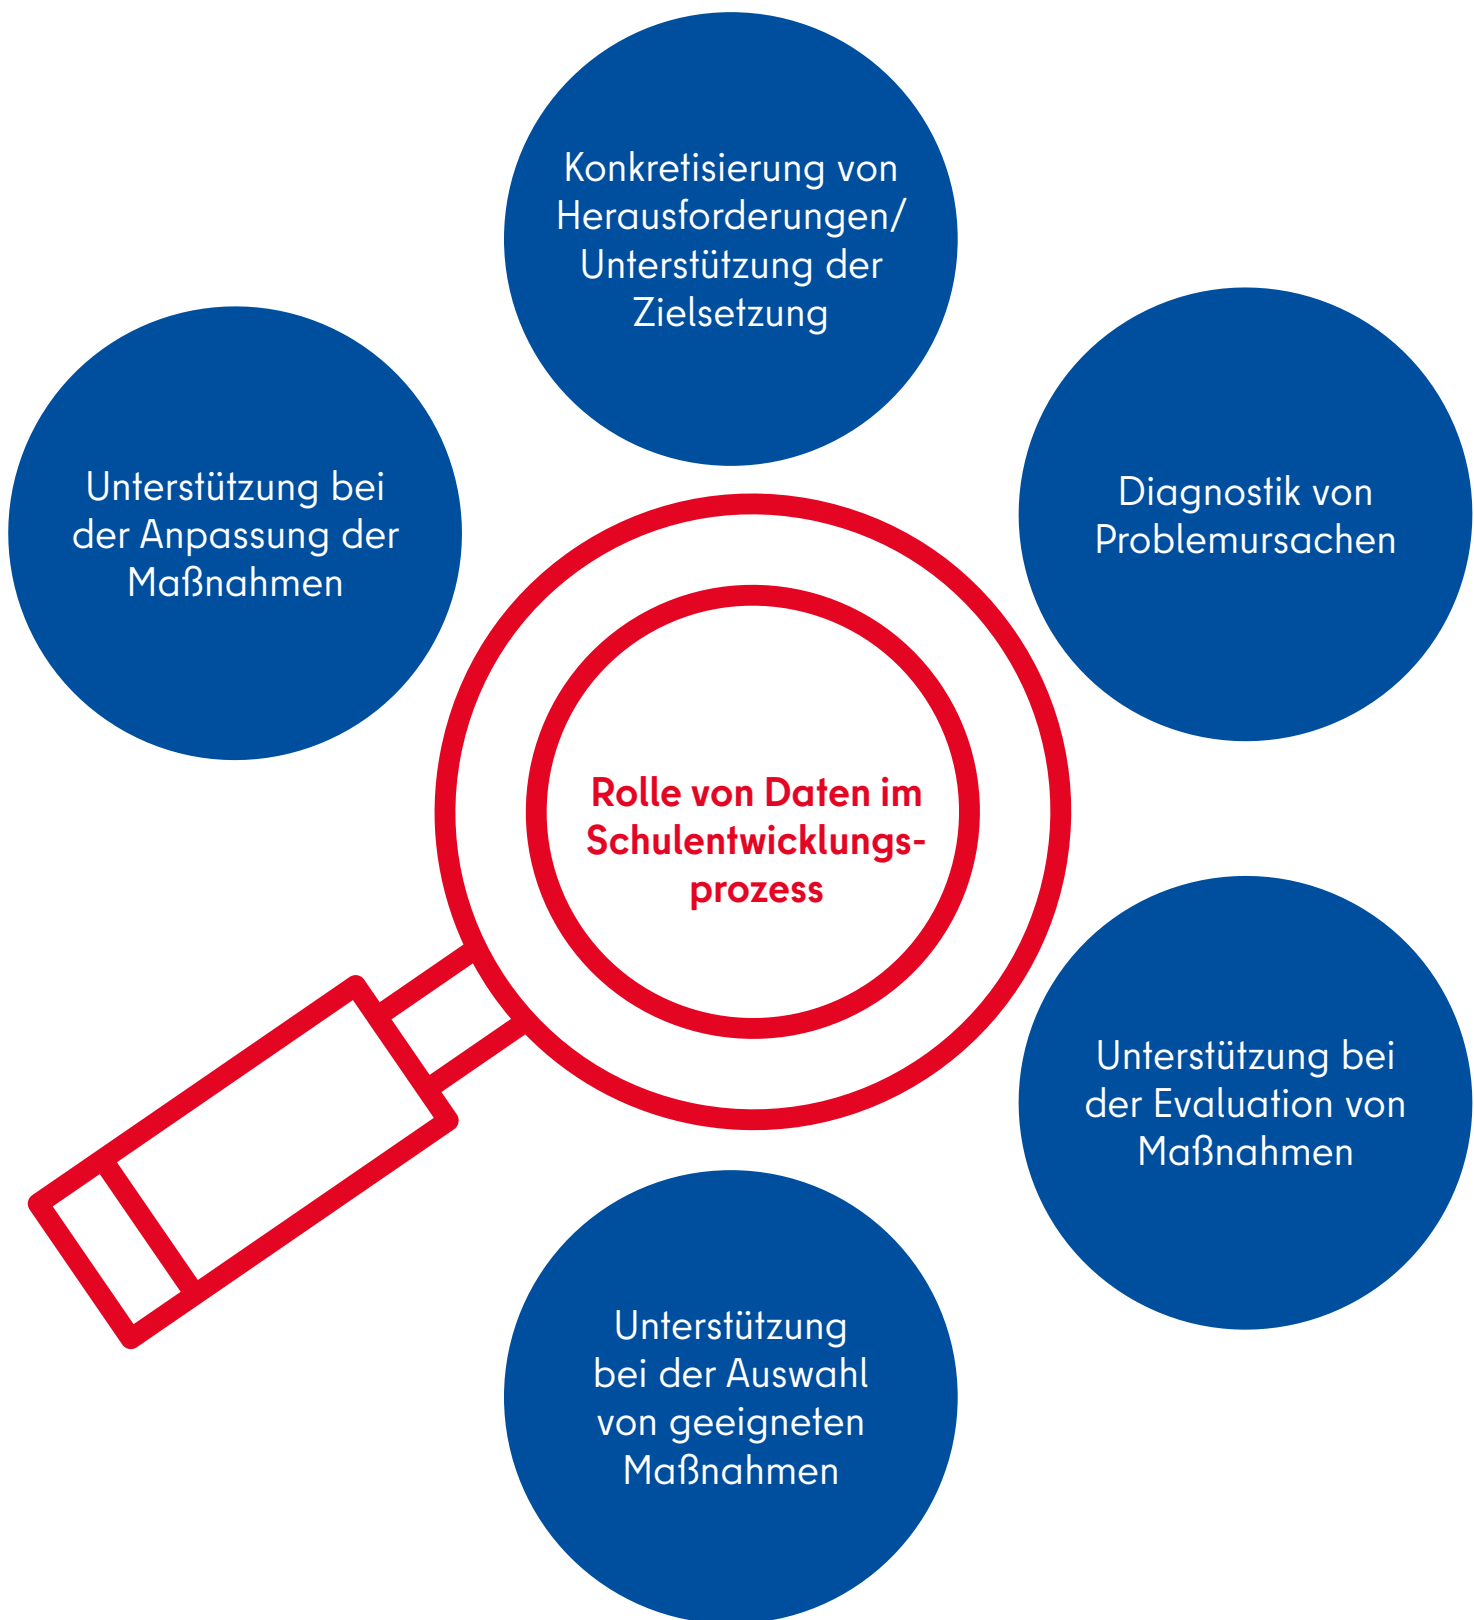 Konkretisierung von
Herausforderungen/
Unterstützung der
Zielsetzung
Unterstützung bei
der Anpassung der
Maßnahmen
Diagnostik von
Problemursachen
Rolle von Daten im
Schulentwicklungs-
prozess
Unterstützung bei
der Evaluation von
Maßnahmen
Unterstützung
bei der Auswahl
von geeigneten
Maßnahmen